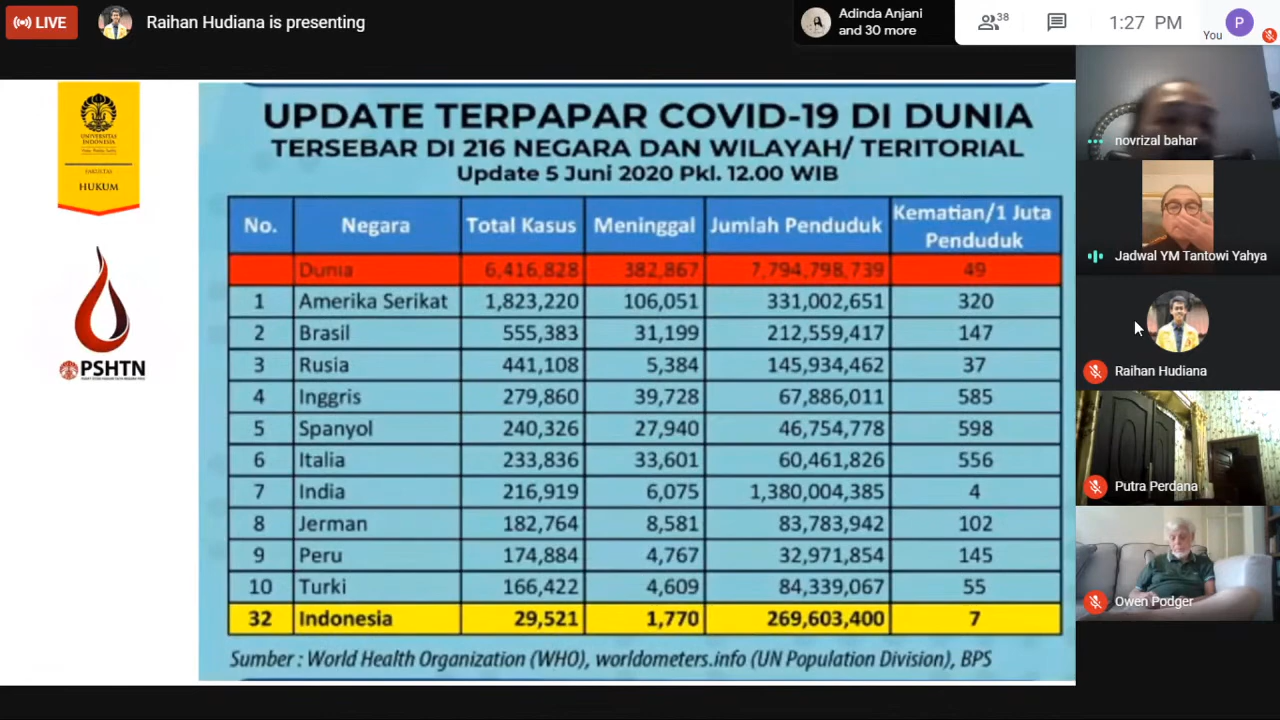 LIVE
Raihan Hudiana is presenting
Adinda Anjani
and 30 more
38
1:27 PM
P
You
UNIVERSITAS
INDONESIA
FAKULTAS
HUKUM
PSHTN
UPDATE TERPAPAR COVID-19 DI DUNIA
TERSEBAR DI 216 NEGARA DAN WILAYAH/ TERITORIAL
Update 5 Juni 2020 Pkl. 12.00 WIB
No. Negara Total Kasus Meninggal Jumlah Penduduk Kematian/1 Juta Penduduk
Dunia 6,416,828 382,867 7,794,798,739 49
1 Amerika Serikat 1,823,220 106,051 331,002,651 320
2 Brasil 555,383 31,199 212,559,417 147
3 Rusia 441,108 5,384 145,934,462 37
4 Inggris 279,860 39,728 67,886,011 585
5 Spanyol 240,326 27,940 46,754,778 598
6 Italia 233,836 33,601 60,461,826 556
7 India 216,919 6,075 1,380,004,385 4
8 Jerman 182,764 8,581 83,783,942 102
9 Peru 174,884 4,767 32,971,854 145
10 Turki 166,422 4,609 84,339,067 55
32 Indonesia 29,521 1,770 269,603,400 7
Sumber : World Health Organization (WHO), worldometers.info (UN Population Division), BPS
novrizal bahar
Jadwal YM Tantowi Yahya
Raihan Hudiana
Putra Perdana
Owen Podger